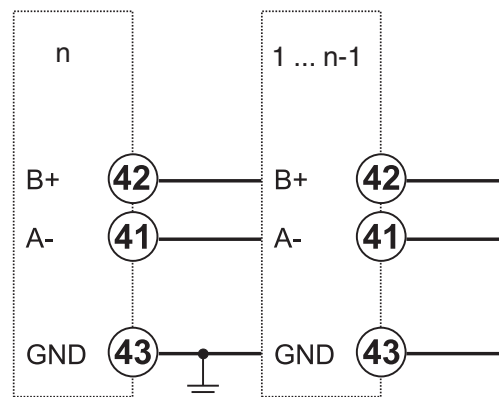 n 1 ... n-1
B+ 42 B+ 42
A- 41 A- 41
GND 43 GND 43